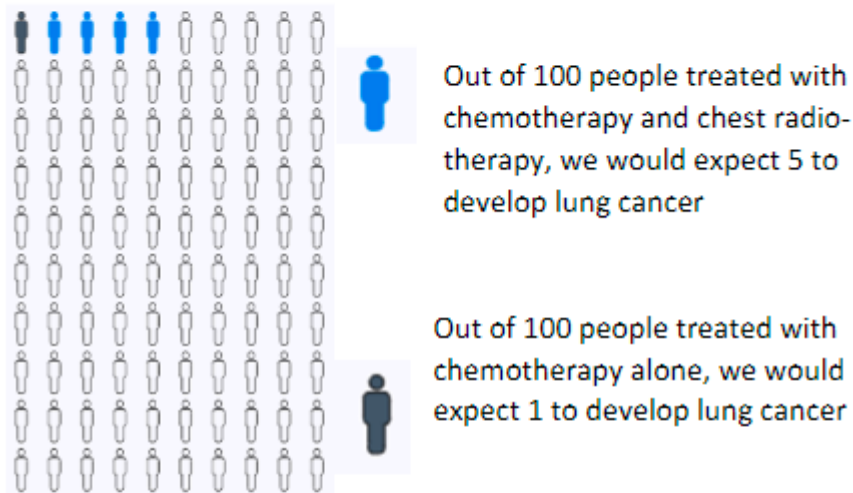 Out of 100 people treated with
chemotherapy and chest radio-
therapy, we would expect 5 to
develop lung cancer
Out of 100 people treated with
chemotherapy alone, we would
expect 1 to develop lung cancer